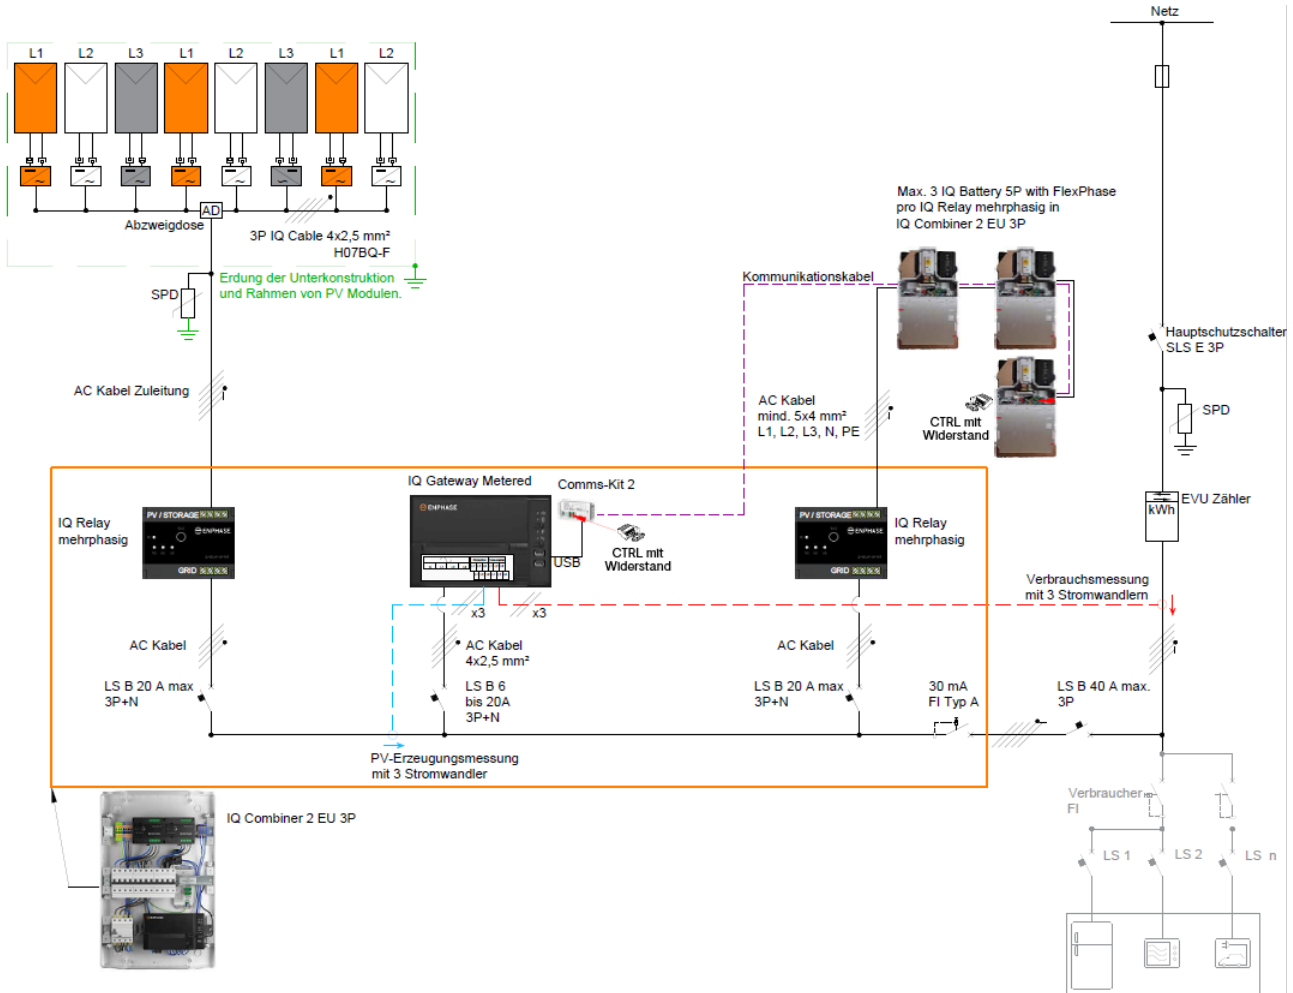 Netz
L1 L2 L3 L1 L2 L3 L1 L2
AD
Abzweigdose
3P IQ Cable 4x2,5 mm²
H07BQ-F
Erdung der Unterkonstruktion
und Rahmen von PV Modulen.
SPD
AC Kabel Zuleitung
Max. 3 IQ Battery 5P with FlexPhase
pro IQ Relay mehrphasig in
IQ Combiner 2 EU 3P
Kommunikationskabel
AC Kabel
mind. 5x4 mm²
L1, L2, L3, N, PE
CTRL mit
Widerstand
Hauptschutzschalter
SLS E 3P
SPD
EVU Zähler
kWh
IQ Relay
mehrphasig
PV / STORAGE
ENPHASE
GRID
IQ Gateway Metered
ENPHASE
Comms-Kit 2
USB
CTRL mit
Widerstand
PV / STORAGE
ENPHASE
GRID
IQ Relay
mehrphasig
Verbrauchsmessung
mit 3 Stromwandlern
x3
x3
AC Kabel
LS B 20 A max
3P+N
AC Kabel
4x2,5 mm²
LS B 6
bis 20A
3P+N
AC Kabel
LS B 20 A max
3P+N
30 mA
FI Typ A
LS B 40 A max.
3P
PV-Erzeugungsmessung
mit 3 Stromwandler
IQ Combiner 2 EU 3P
Verbraucher
FI
LS 1
LS 2
LS n